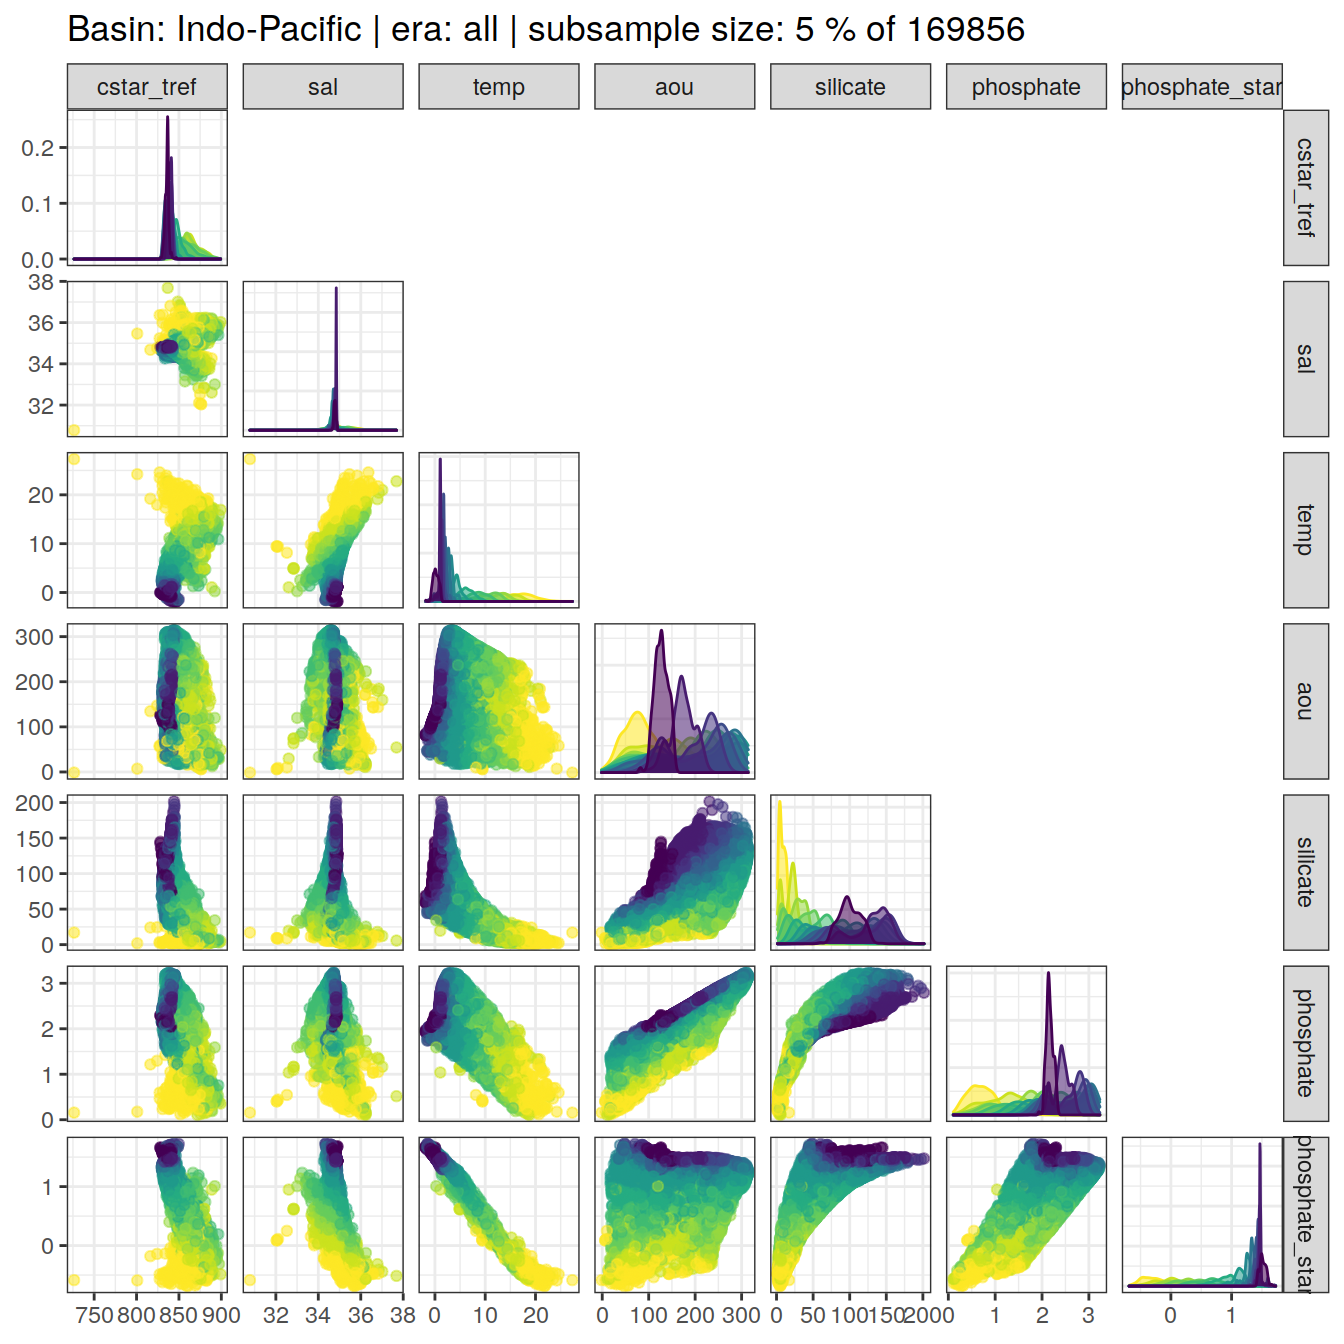 Basin: Indo-Pacific | era: all | subsample size: 5 % of 169856
cstar_tref sal temp aou silicate phosphate phosphate_star
0.2
0.1
0.0
cstar_tref
38
36
34
32
sal
20
10
0
temp
300
200
100
0
aou
200
150
100
50
0
silicate
3
2
1
0
phosphate
1
0
phosphate_star
750 800 850 900 32 34 36 38 0 10 20 0 100 200 300 0 50 100 150 200 0 1 2 3 0 1